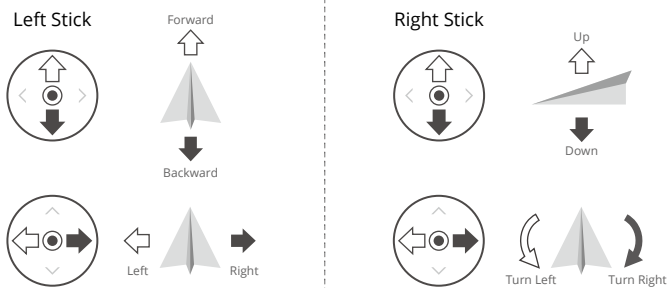 Left Stick
Forward
Backward
Left
Right
Right Stick
Up
Down
Turn Left
Turn Right